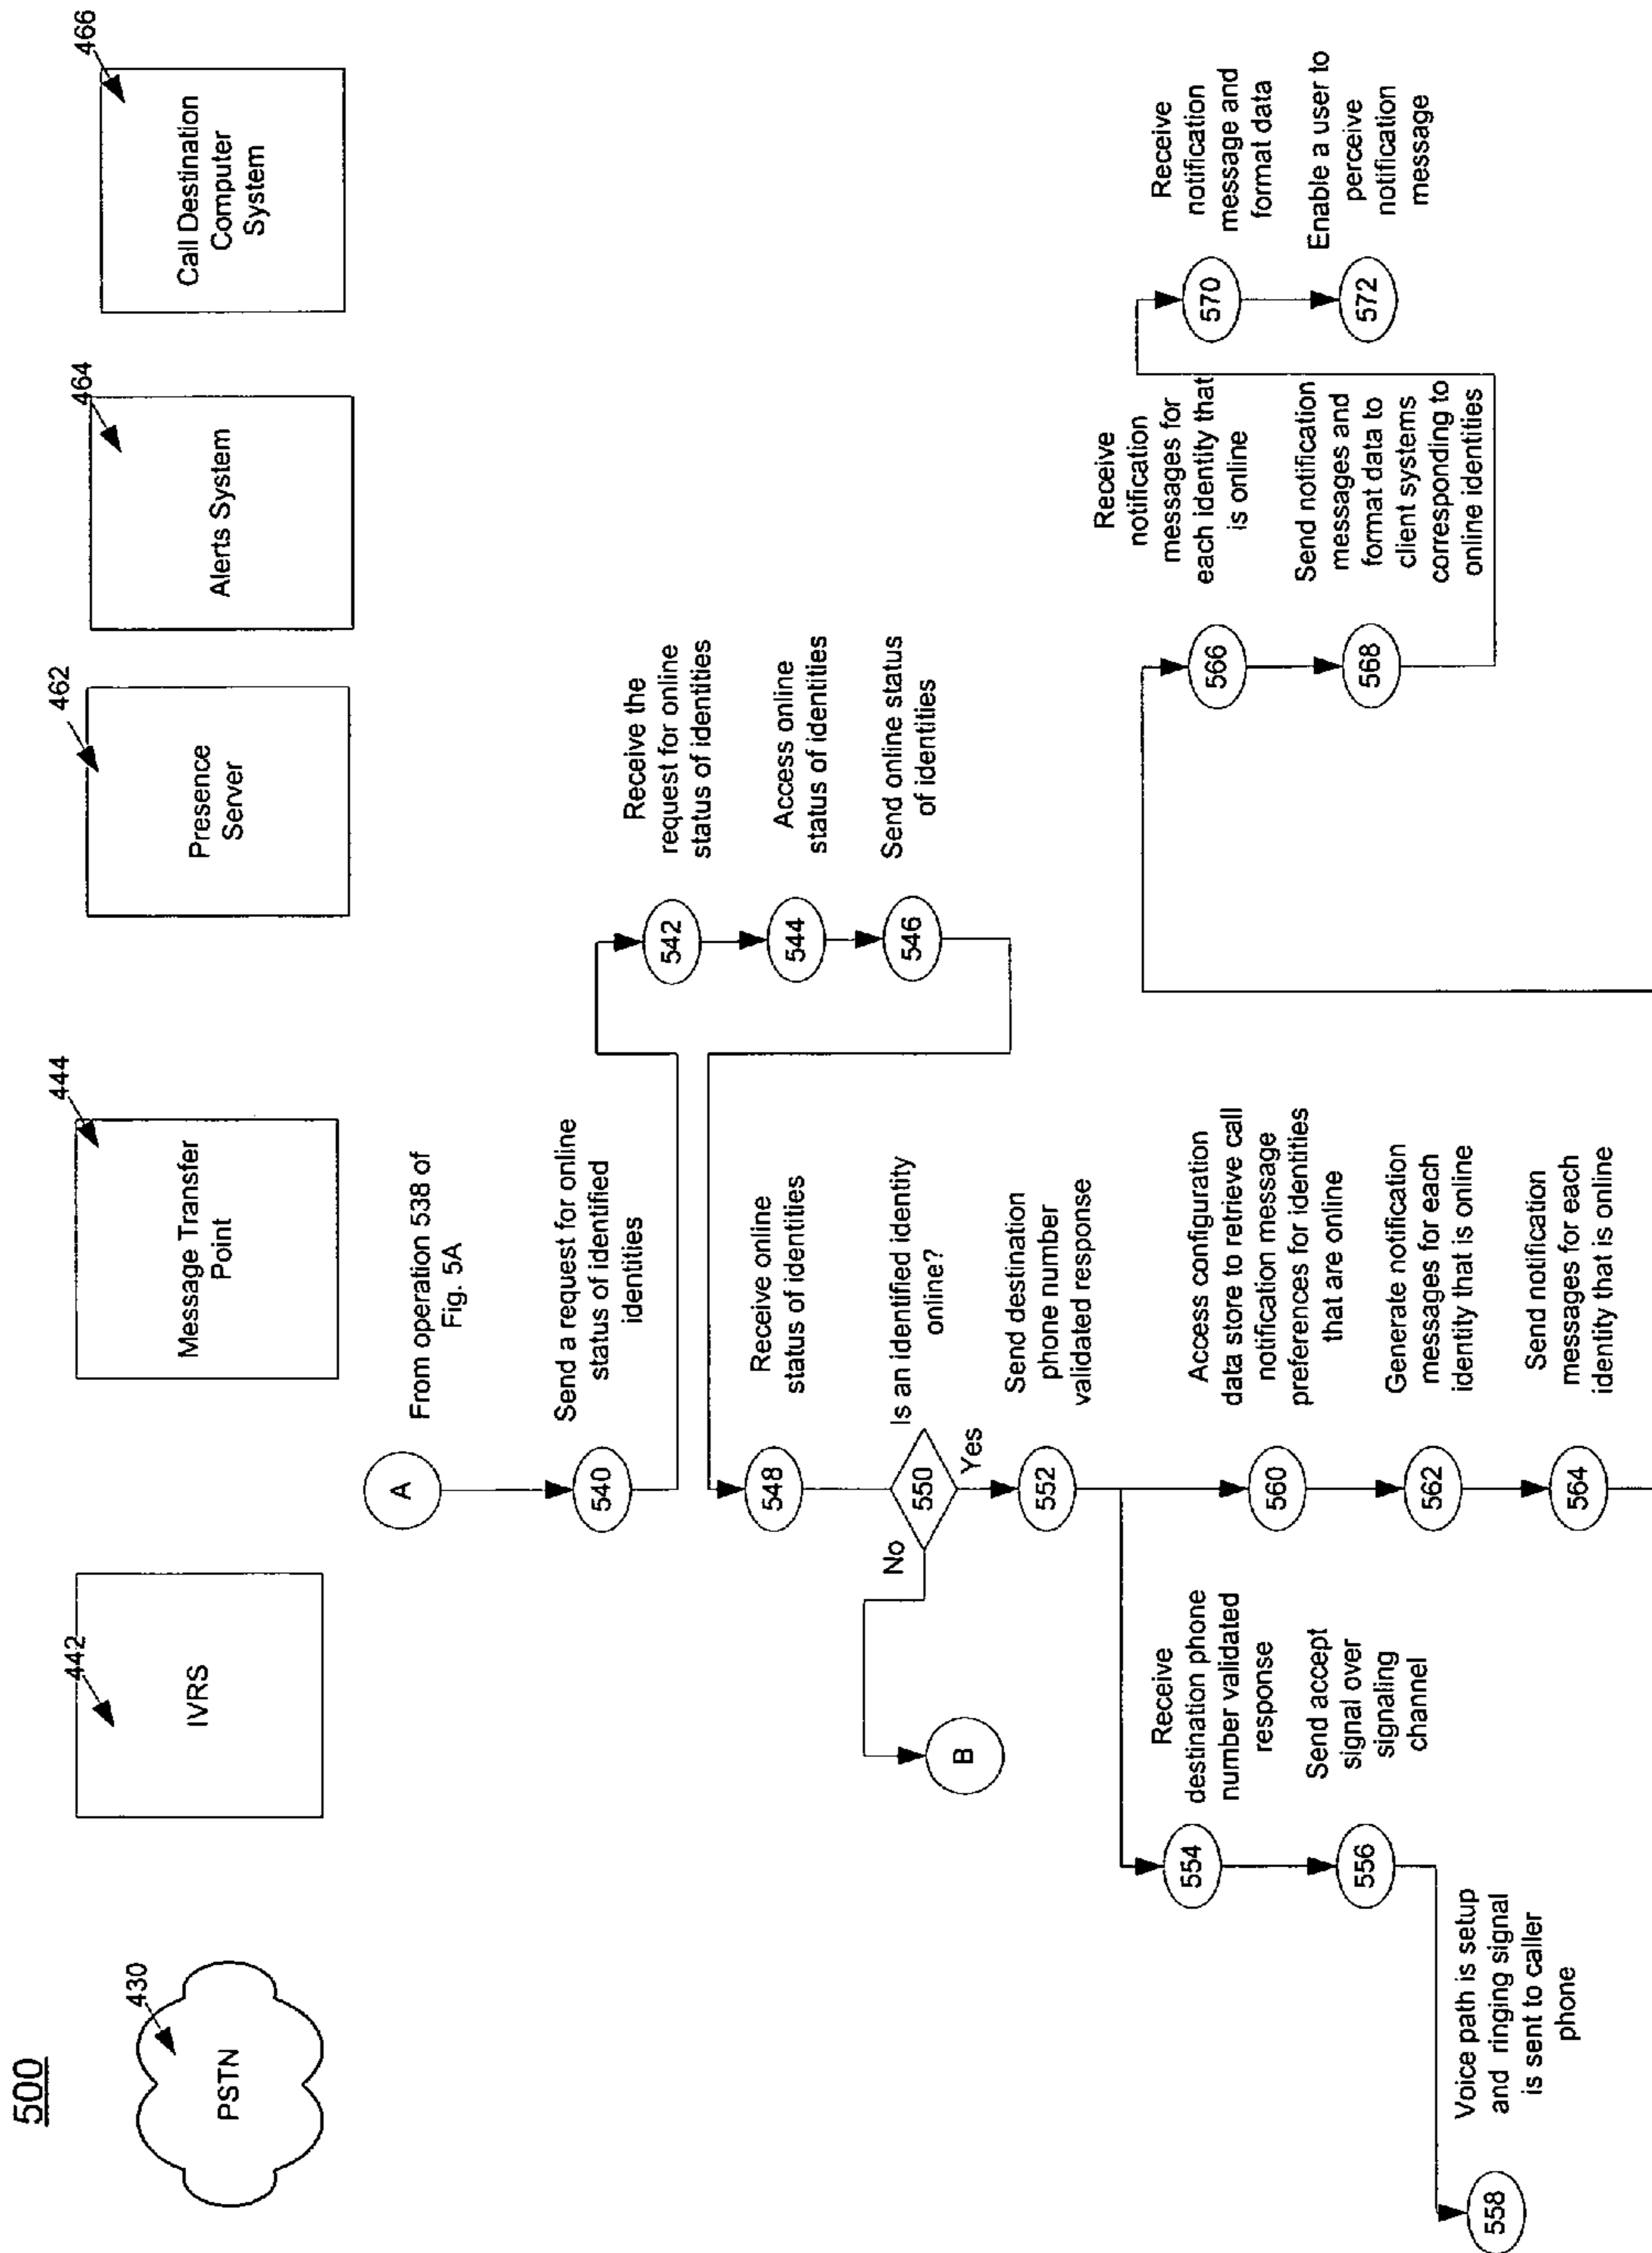 500
430
PSTN
442
IVRS
444
Message Transfer
Point
462
Presence
Server
464
Alerts System
466
Call Destination
Computer
System
A
From operation 538 of
Fig. 5A
540
Send a request for online
status of identified
identities
542
Receive the
request for online
status of identities
544
Access online
status of identities
546
Send online status
of identities
548
Receive online
status of identities
550
Is an identified identity
online?
No
Yes
B
552
Send destination
phone number
validated response
554
Receive
destination phone
number validated
response
556
Send accept
signal over
signaling
channel
558
Voice path is setup
and ringing signal
is sent to caller
phone
560
Access configuration
data store to retrieve call
notification message
preferences for identities
that are online
562
Generate notification
messages for each
identity that is online
564
Send notification
messages for each
identity that is online
566
Receive
notification
messages for
each identity that
is online
568
Send notification
messages and
format data to
client systems
corresponding to
online identities
570
Receive
notification
message and
format data
572
Enable a user to
perceive
notification
message